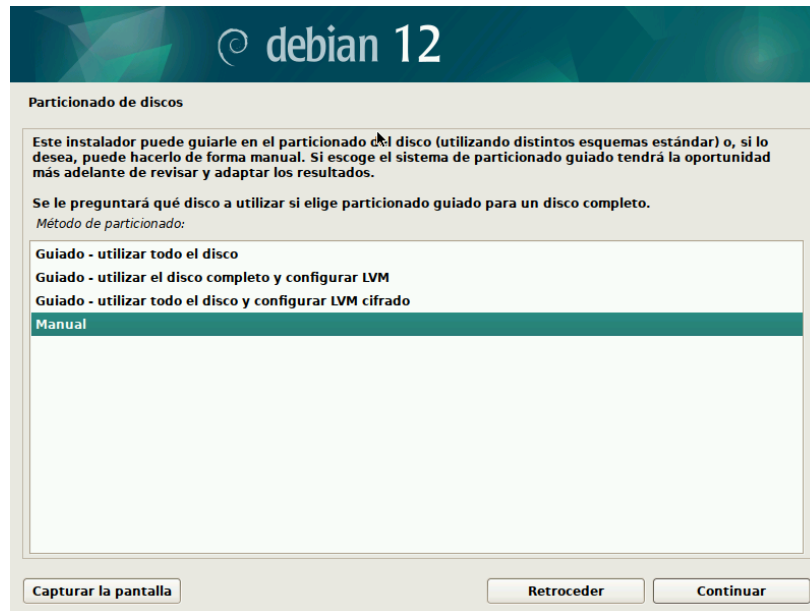 debian 12
Particionado de discos
Este instalador puede guiarle en el particionado del disco (utilizando distintos esquemas estándar) o, si lo
desea, puede hacerlo de forma manual. Si escoge el sistema de particionado guiado tendrá la oportunidad
más adelante de revisar y adaptar los resultados.
Se le preguntará qué disco a utilizar si elige particionado guiado para un disco completo.
Método de particionado:
Guiado - utilizar todo el disco
Guiado - utilizar el disco completo y configurar LVM
Guiado - utilizar todo el disco y configurar LVM cifrado
Manual
Capturar la pantalla Retroceder Continuar